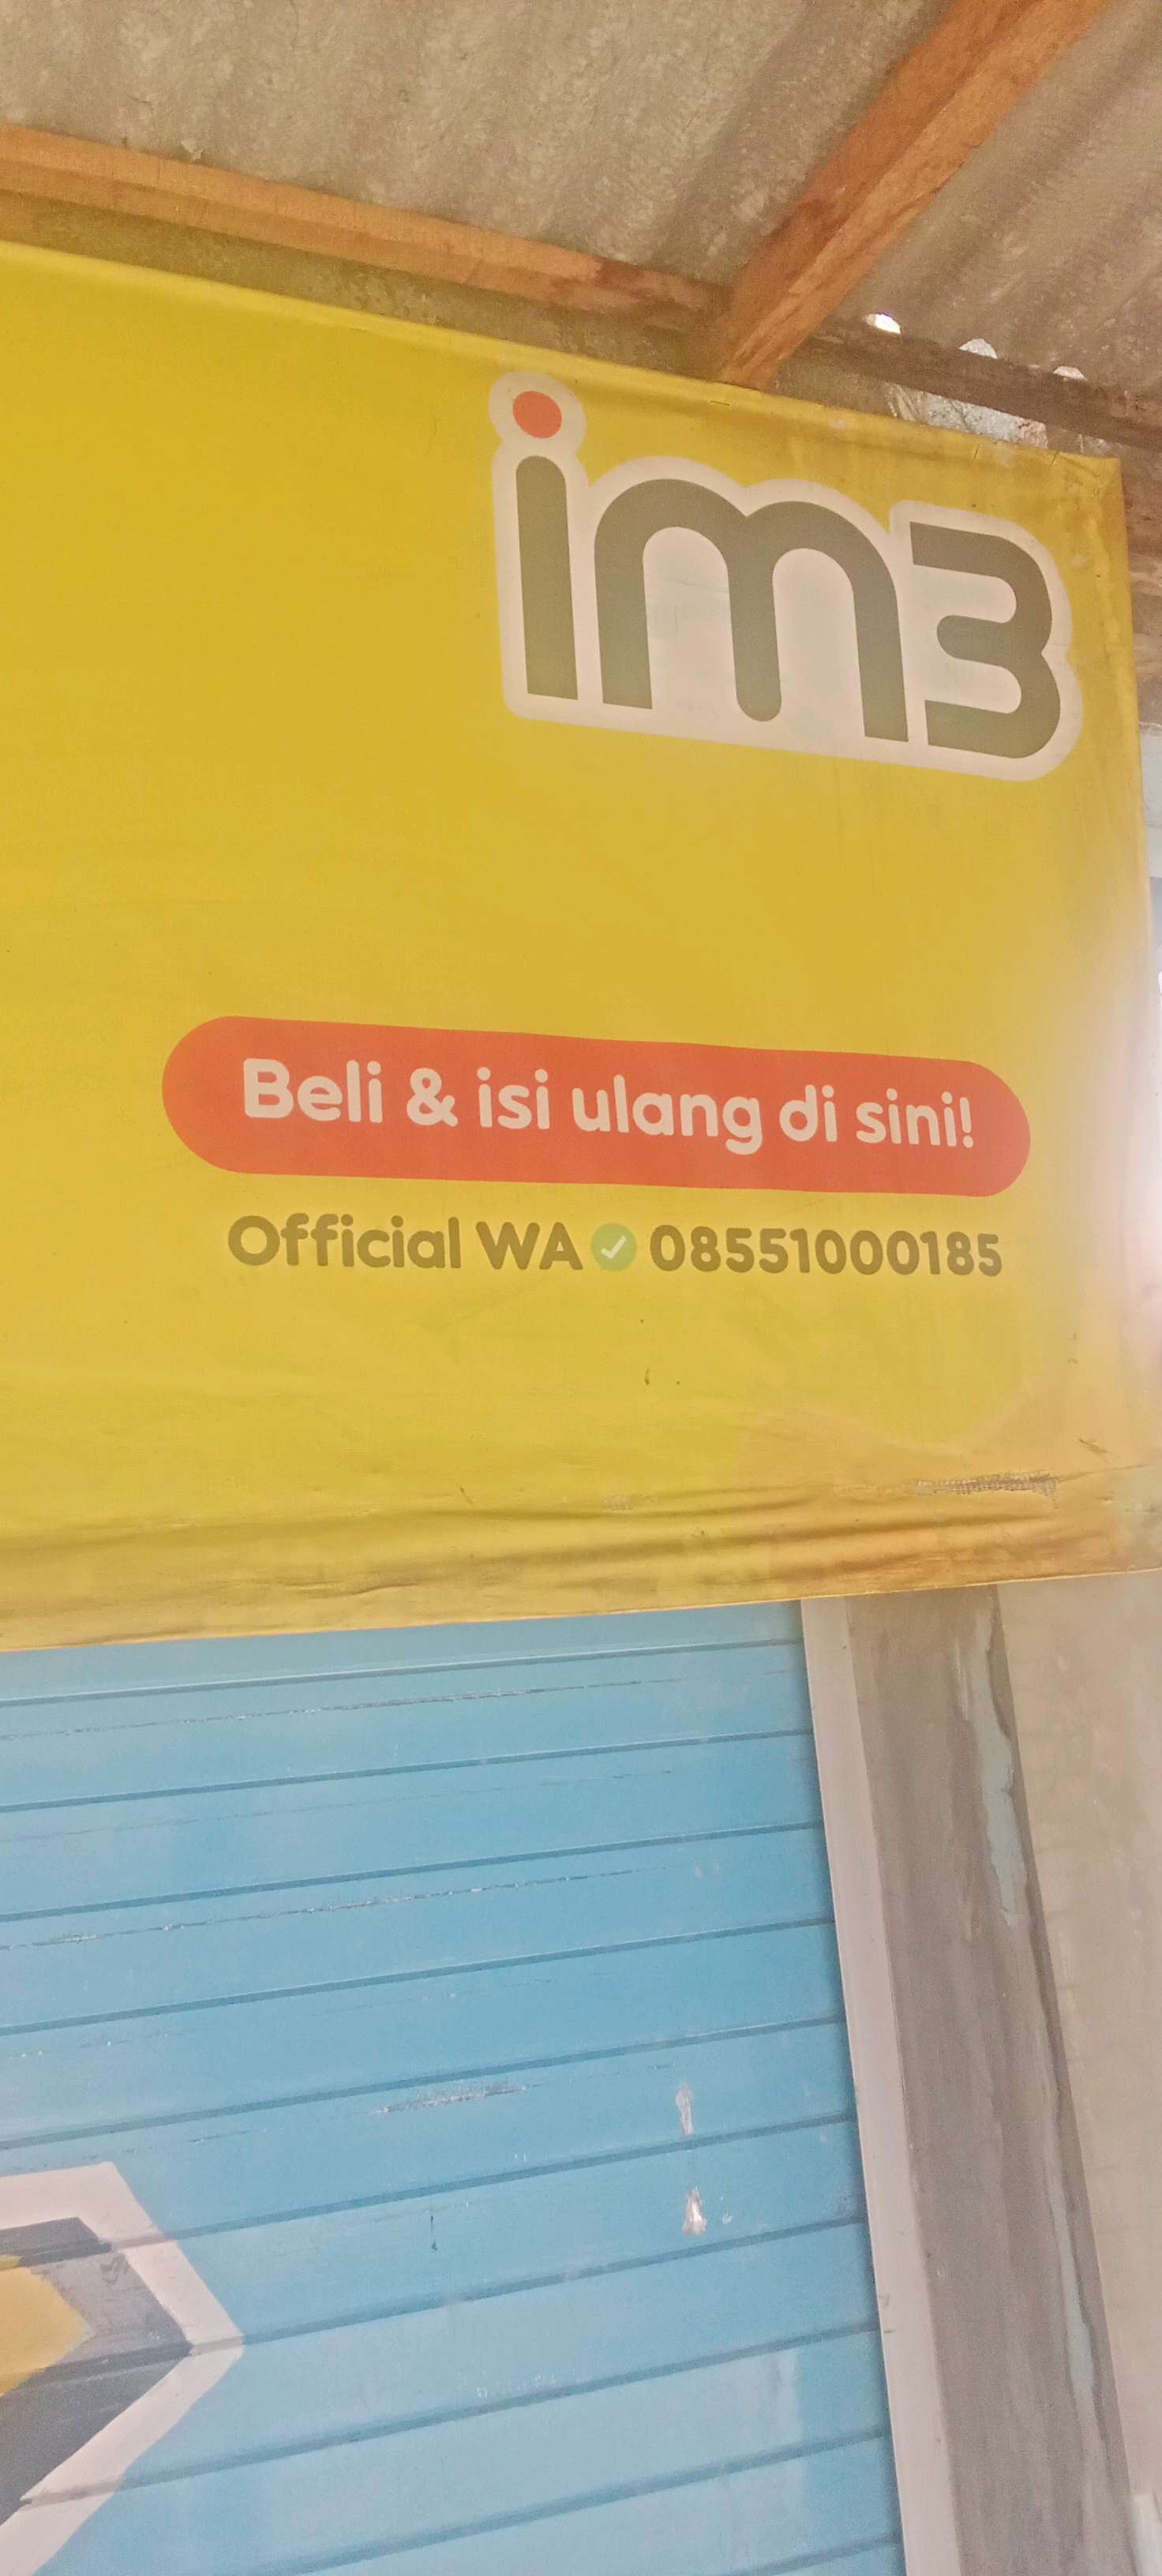 im3
Beli & isi ulang di sini!
Official WA 08551000185